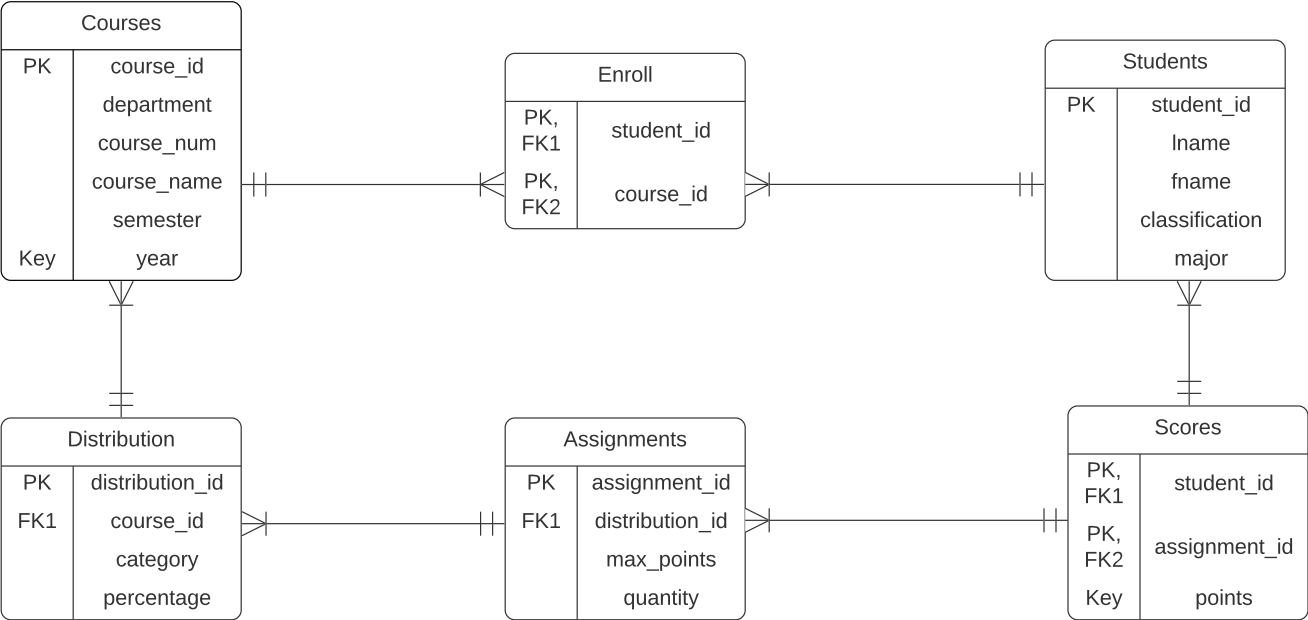 Courses
PK course_id
department
course_num
course_name
semester
Key year
Enroll
PK,
FK1 student_id
PK,
FK2 course_id
Students
PK student_id
lname
fname
classification
major
Distribution
PK distribution_id
FK1 course_id
category
percentage
Assignments
PK assignment_id
FK1 distribution_id
max_points
quantity
Scores
PK,
FK1 student_id
PK,
FK2 assignment_id
Key points